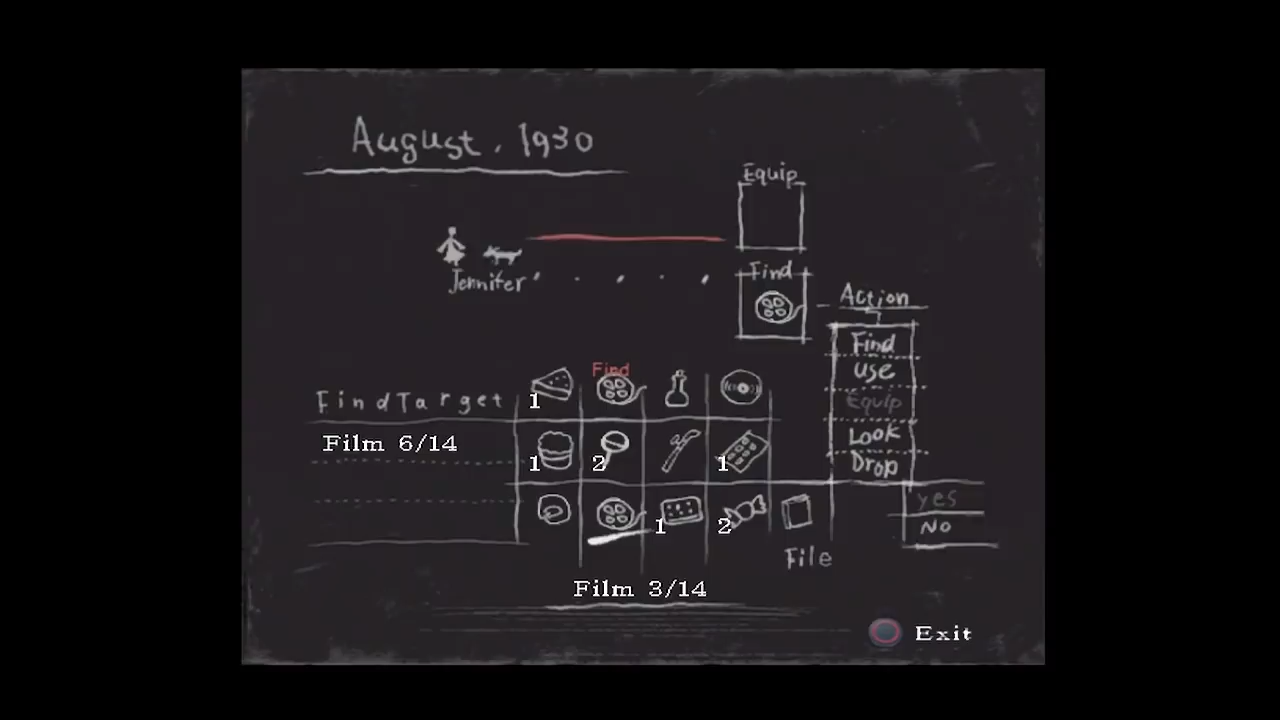 August, 1930
Equip
Jennifer
Find
Action
Find
Use
Equip
Look
Drop
Yes
No
FindTarget
Film 6/14
Find
1
1
2
1
1
2
File
Film 3/14
Exit